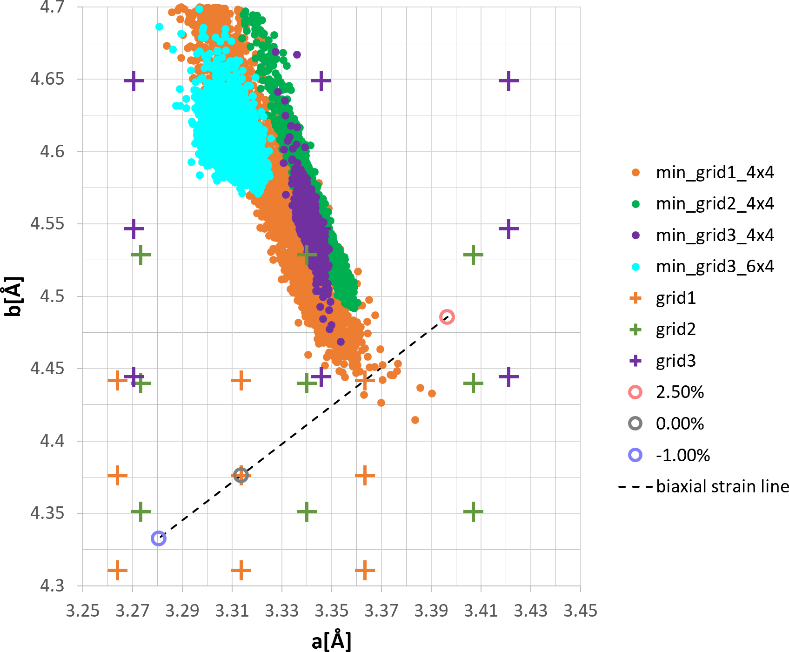 4.7
4.65
4.6
4.55
4.5
4.45
4.4
4.35
4.3
b[Å]
3.25 3.27 3.29 3.31 3.33 3.35 3.37 3.39 3.41 3.43 3.45
a[Å]
min_grid1_4x4
min_grid2_4x4
min_grid3_4x4
min_grid3_6x4
grid1
grid2
grid3
2.50%
0.00%
-1.00%
biaxial strain line